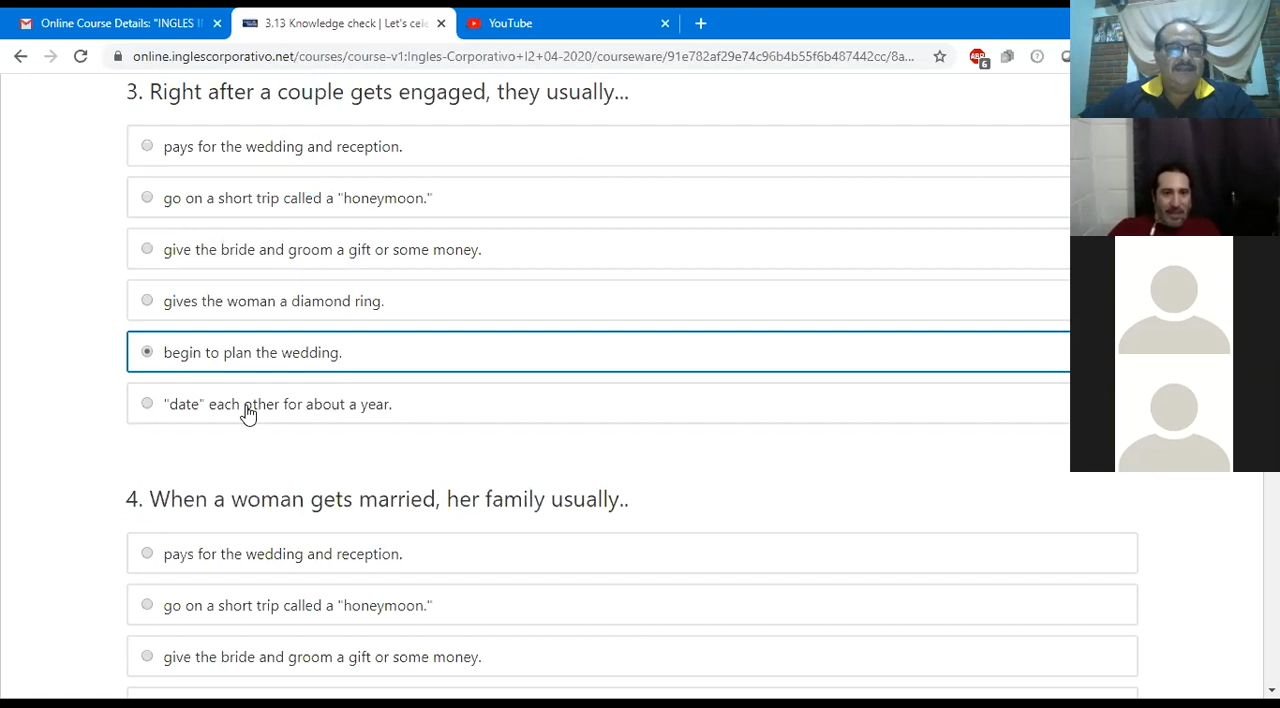 Online Course Details: "INGLES I
3.13 Knowledge check | Let's cele
YouTube
online.inglescorporativo.net/courses/course-v1:Ingles-Corporativo+I2+04-2020/courseware/91e782af29e74c96b4b55f6b487442cc/8a...
ABP
6
3. Right after a couple gets engaged, they usually...
pays for the wedding and reception.
go on a short trip called a "honeymoon."
give the bride and groom a gift or some money.
gives the woman a diamond ring.
begin to plan the wedding.
"date" each other for about a year.
4. When a woman gets married, her family usually..
pays for the wedding and reception.
go on a short trip called a "honeymoon."
give the bride and groom a gift or some money.